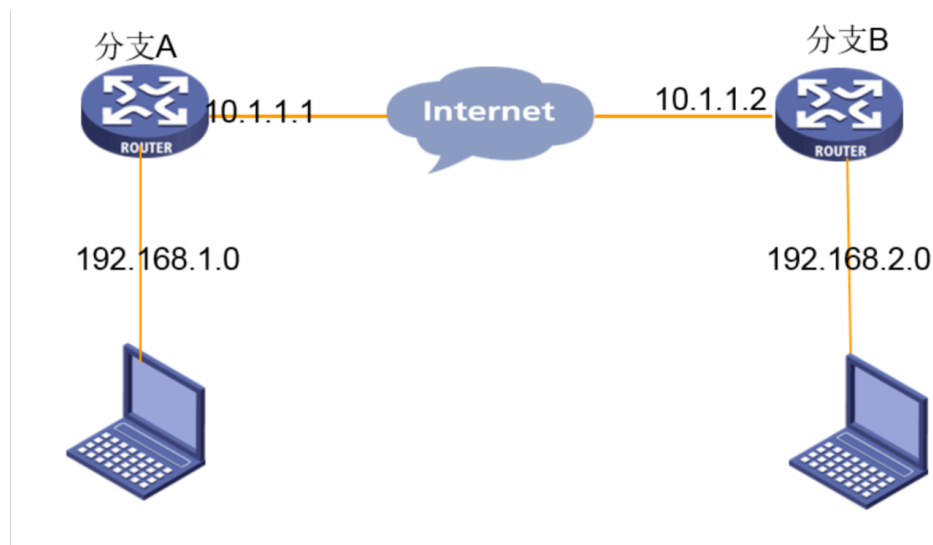 分支A
分支B
10.1.1.1
Internet
10.1.1.2
ROUTER
ROUTER
192.168.1.0
192.168.2.0